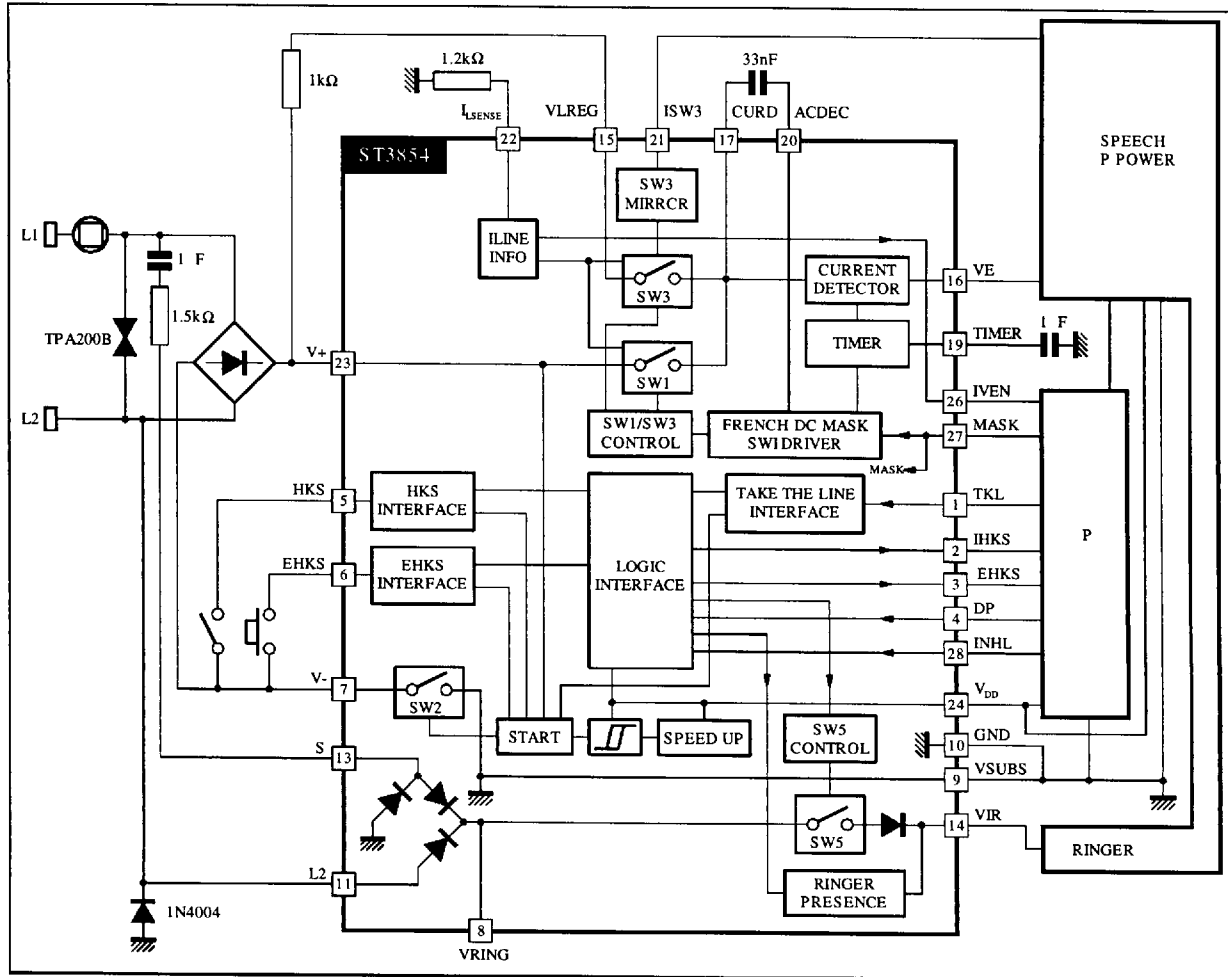 1.2kΩ
33nF
1kΩ
ILSENSE
VLREG
ISW3
CURD
ACDEC
22
15
21
17
20
SPEECH
P POWER
ST3854
SW3
MIRRCR
L1
1 F
ILINE
INFO
SW3
CURRENT
DETECTOR
16
VE
1.5kΩ
TPA200B
TIMER
19
TIMER
1 F
V+
23
SW1
26
IVEN
L2
SW1/SW3
CONTROL
FRENCH DC MASK
SW1DRIVER
27
MASK
MASK
HKS
5
HKS
INTERFACE
TAKE THE LINE
INTERFACE
1
TKL
EHKS
6
EHKS
INTERFACE
LOGIC
INTERFACE
2
IHKS
P
3
EHKS
4
DP
28
INHL
V-
7
SW2
24
VDD
START
SPEED UP
SW5
CONTROL
10
GND
S
13
9
VSUBS
SW5
14
VIR
RINGER
L2
11
RINGER
PRESENCE
1N4004
8
VRING